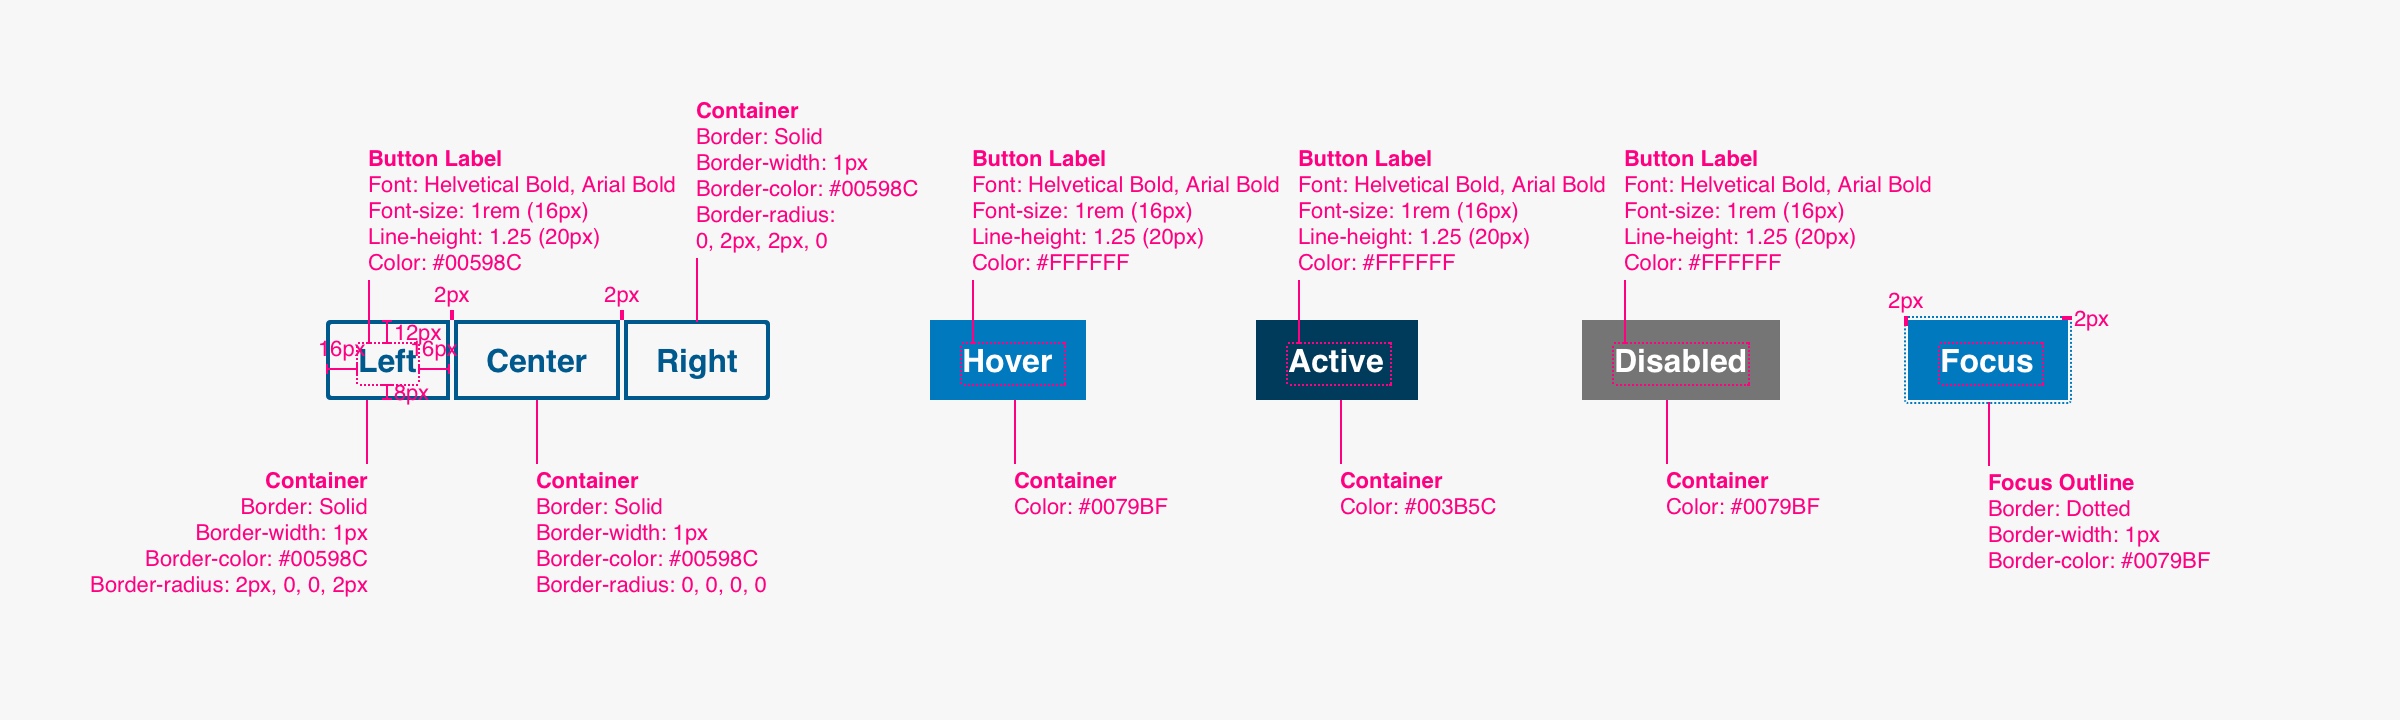 Container
Border: Solid
Border-width: 1px
Border-color: #00598C
Border-radius:
0, 2px, 2px, 0
Button Label
Font: Helvetical Bold, Arial Bold
Font-size: 1rem (16px)
Line-height: 1.25 (20px)
Color: #00598C
Button Label
Font: Helvetical Bold, Arial Bold
Font-size: 1rem (16px)
Line-height: 1.25 (20px)
Color: #FFFFFF
Button Label
Font: Helvetical Bold, Arial Bold
Font-size: 1rem (16px)
Line-height: 1.25 (20px)
Color: #FFFFFF
Button Label
Font: Helvetical Bold, Arial Bold
Font-size: 1rem (16px)
Line-height: 1.25 (20px)
Color: #FFFFFF
2px
2px
2px
2px
12px
16px
16px
Left
18px
Center
Right
Hover
Active
Disabled
Focus
Container
Border: Solid
Border-width: 1px
Border-color: #00598C
Border-radius: 2px, 0, 0, 2px
Container
Border: Solid
Border-width: 1px
Border-color: #00598C
Border-radius: 0, 0, 0, 0
Container
Color: #0079BF
Container
Color: #003B5C
Container
Color: #0079BF
Focus Outline
Border: Dotted
Border-width: 1px
Border-color: #0079BF